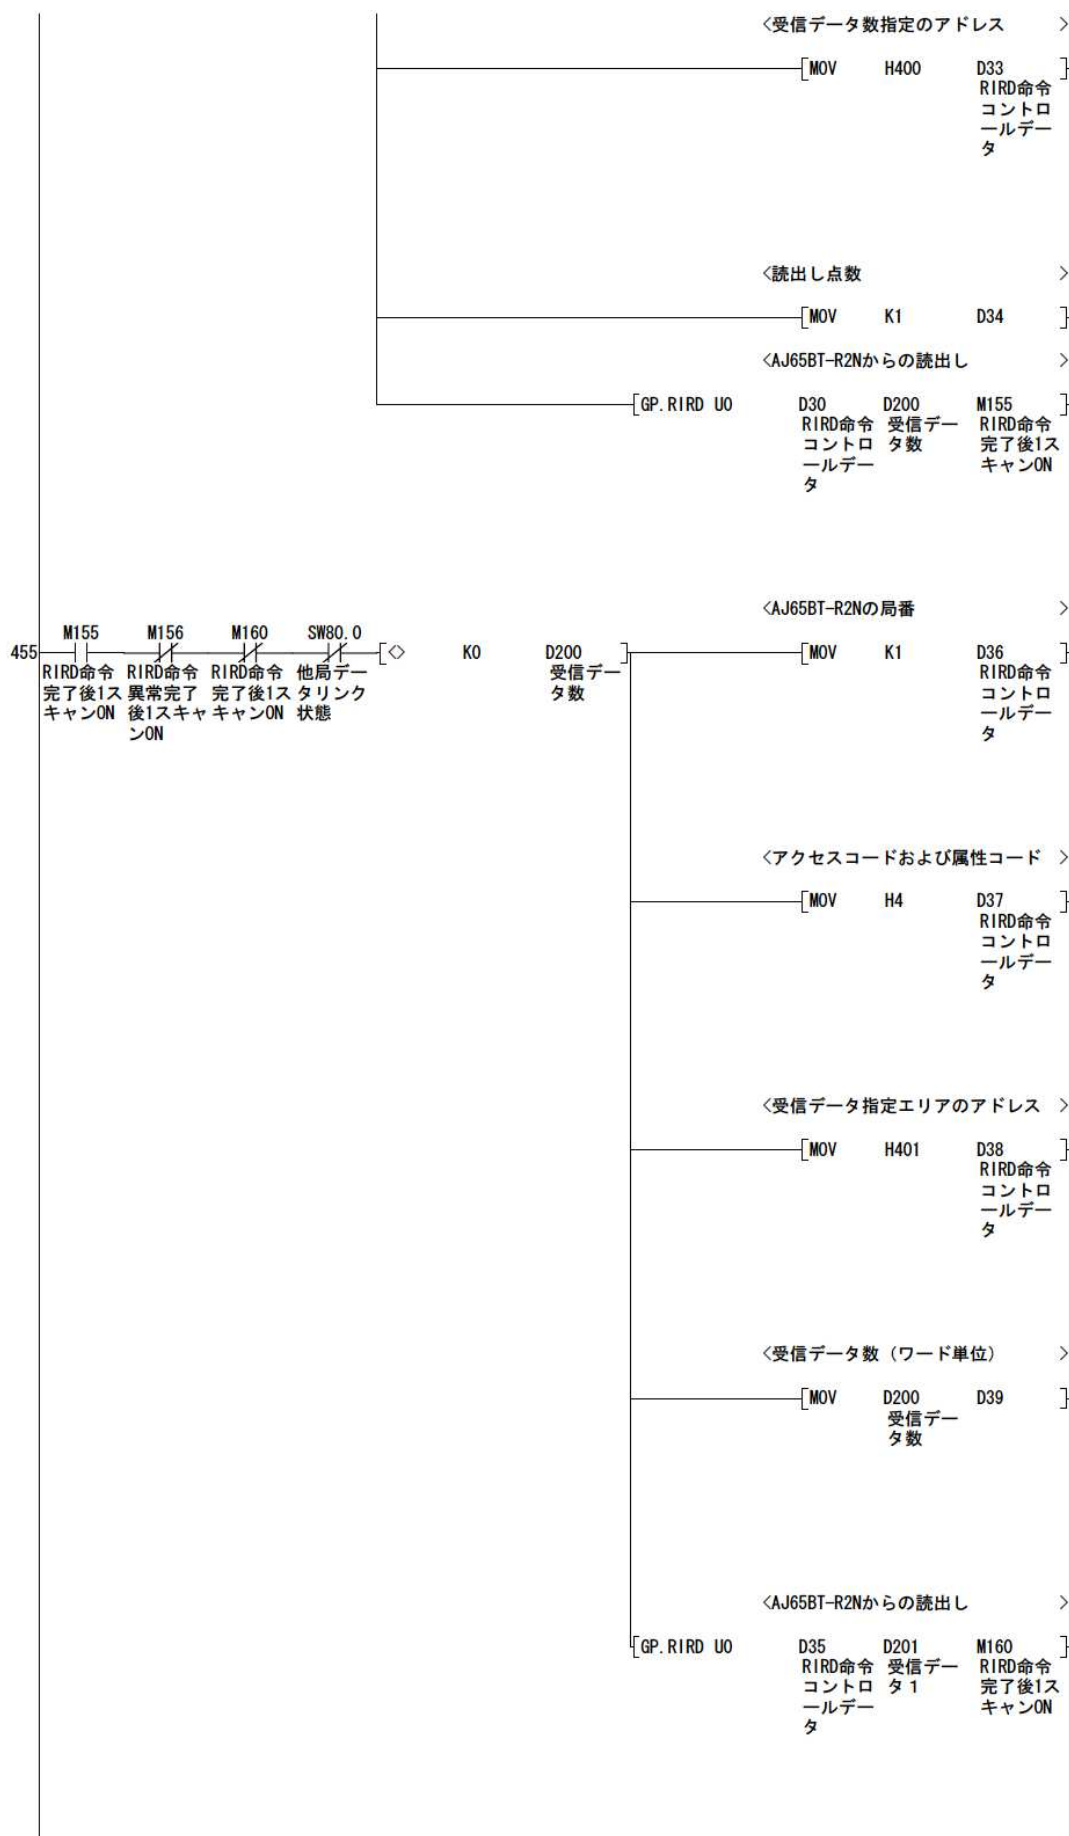 <受信データ数指定のアドレス >
[MOV H400 D33 ]
RIRD命令
コントロ
ールデー
タ
<読出し点数 >
[MOV K1 D34 ]
<AJ65BT-R2Nからの読出し >
[GP.RIRD U0 D30 D200 M155 ]
RIRD命令 受信デー RIRD命令
コントロ タ数 完了後1ス
ールデー キャンON
タ
<AJ65BT-R2Nの局番 >
M155 M156 M160 SW80.0
455 [<> K0 D200 ] [MOV K1 D36 ]
RIRD命令 RIRD命令 RIRD命令 他局デー 受信デー RIRD命令
完了後1ス 異常完了 完了後1ス タリンク タ数 コントロ
キャンON 後1スキャ キャンON 状態 ールデー
ンON タ
<アクセスコードおよび属性コード >
[MOV H4 D37 ]
RIRD命令
コントロ
ールデー
タ
<受信データ指定エリアのアドレス >
[MOV H401 D38 ]
RIRD命令
コントロ
ールデー
タ
<受信データ数（ワード単位） >
[MOV D200 D39 ]
受信デー
タ数
<AJ65BT-R2Nからの読出し >
[GP.RIRD U0 D35 D201 M160 ]
RIRD命令 受信デー RIRD命令
コントロ タ１ 完了後1ス
ールデー キャンON
タ